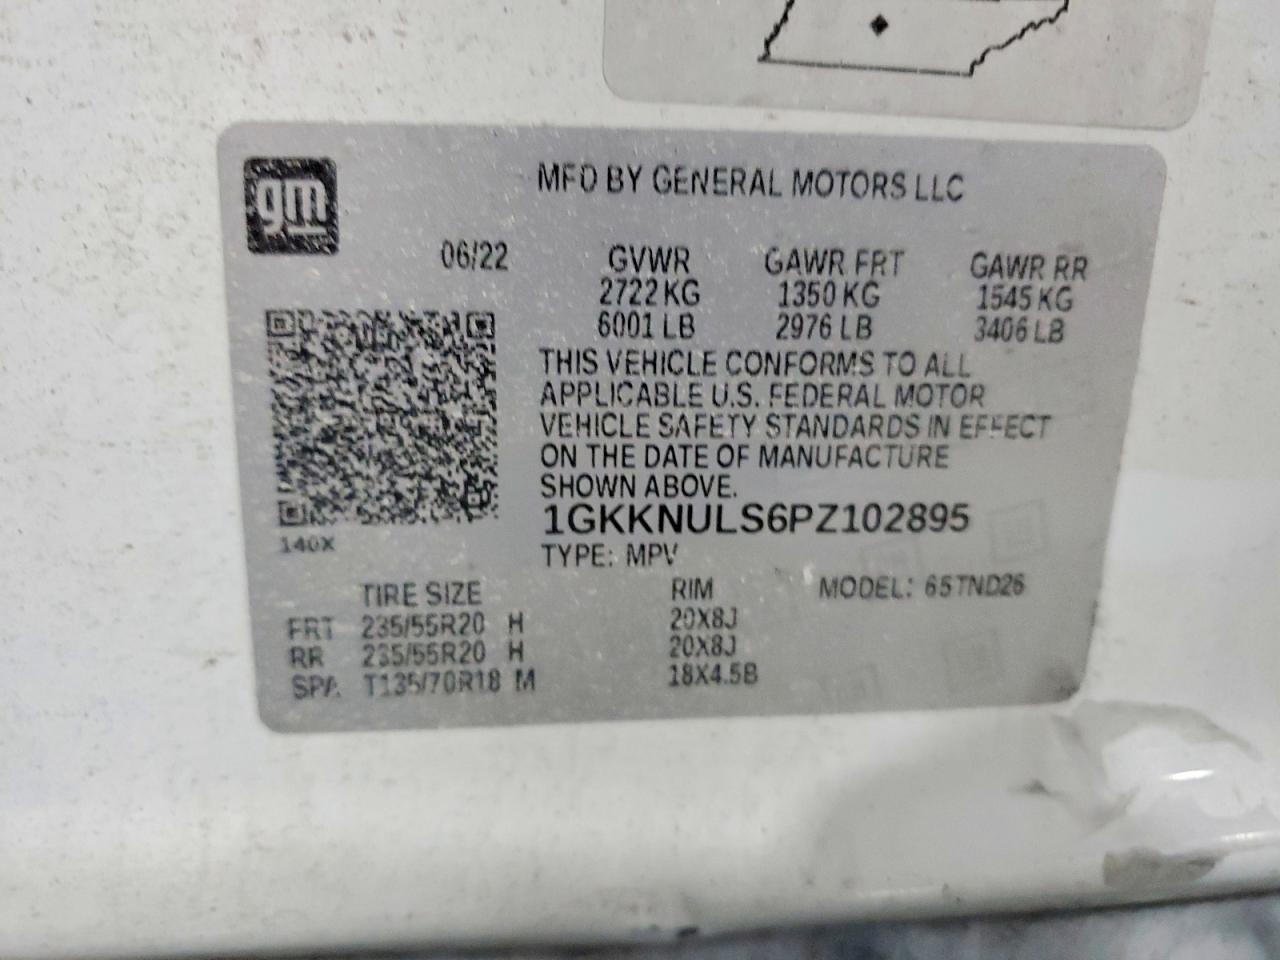 gm
MFD BY GENERAL MOTORS LLC
06/22 GVWR GAWR FRT GAWR RR
2722 KG 1350 KG 1545 KG
6001 LB 2976 LB 3406 LB
THIS VEHICLE CONFORMS TO ALL
APPLICABLE U.S. FEDERAL MOTOR
VEHICLE SAFETY STANDARDS IN EFFECT
ON THE DATE OF MANUFACTURE
SHOWN ABOVE.
1GKKNULS6PZ102895
140X
TYPE: MPV
TIRE SIZE RIM MODEL: 65TND26
FRT 235/55R20 H 20X8J
RR 235/55R20 H 20X8J
SPA T135/70R18 M 18X4.5B